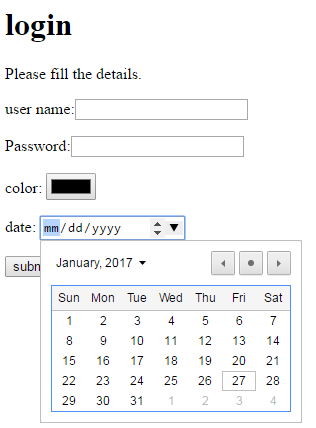 login
Please fill the details.
user name:
Password:
color:
date: mm/dd/yyyy
subm
January, 2017
Sun Mon Tue Wed Thu Fri Sat
1 2 3 4 5 6 7
8 9 10 11 12 13 14
15 16 17 18 19 20 21
22 23 24 25 26 27 28
29 30 31 1 2 3 4